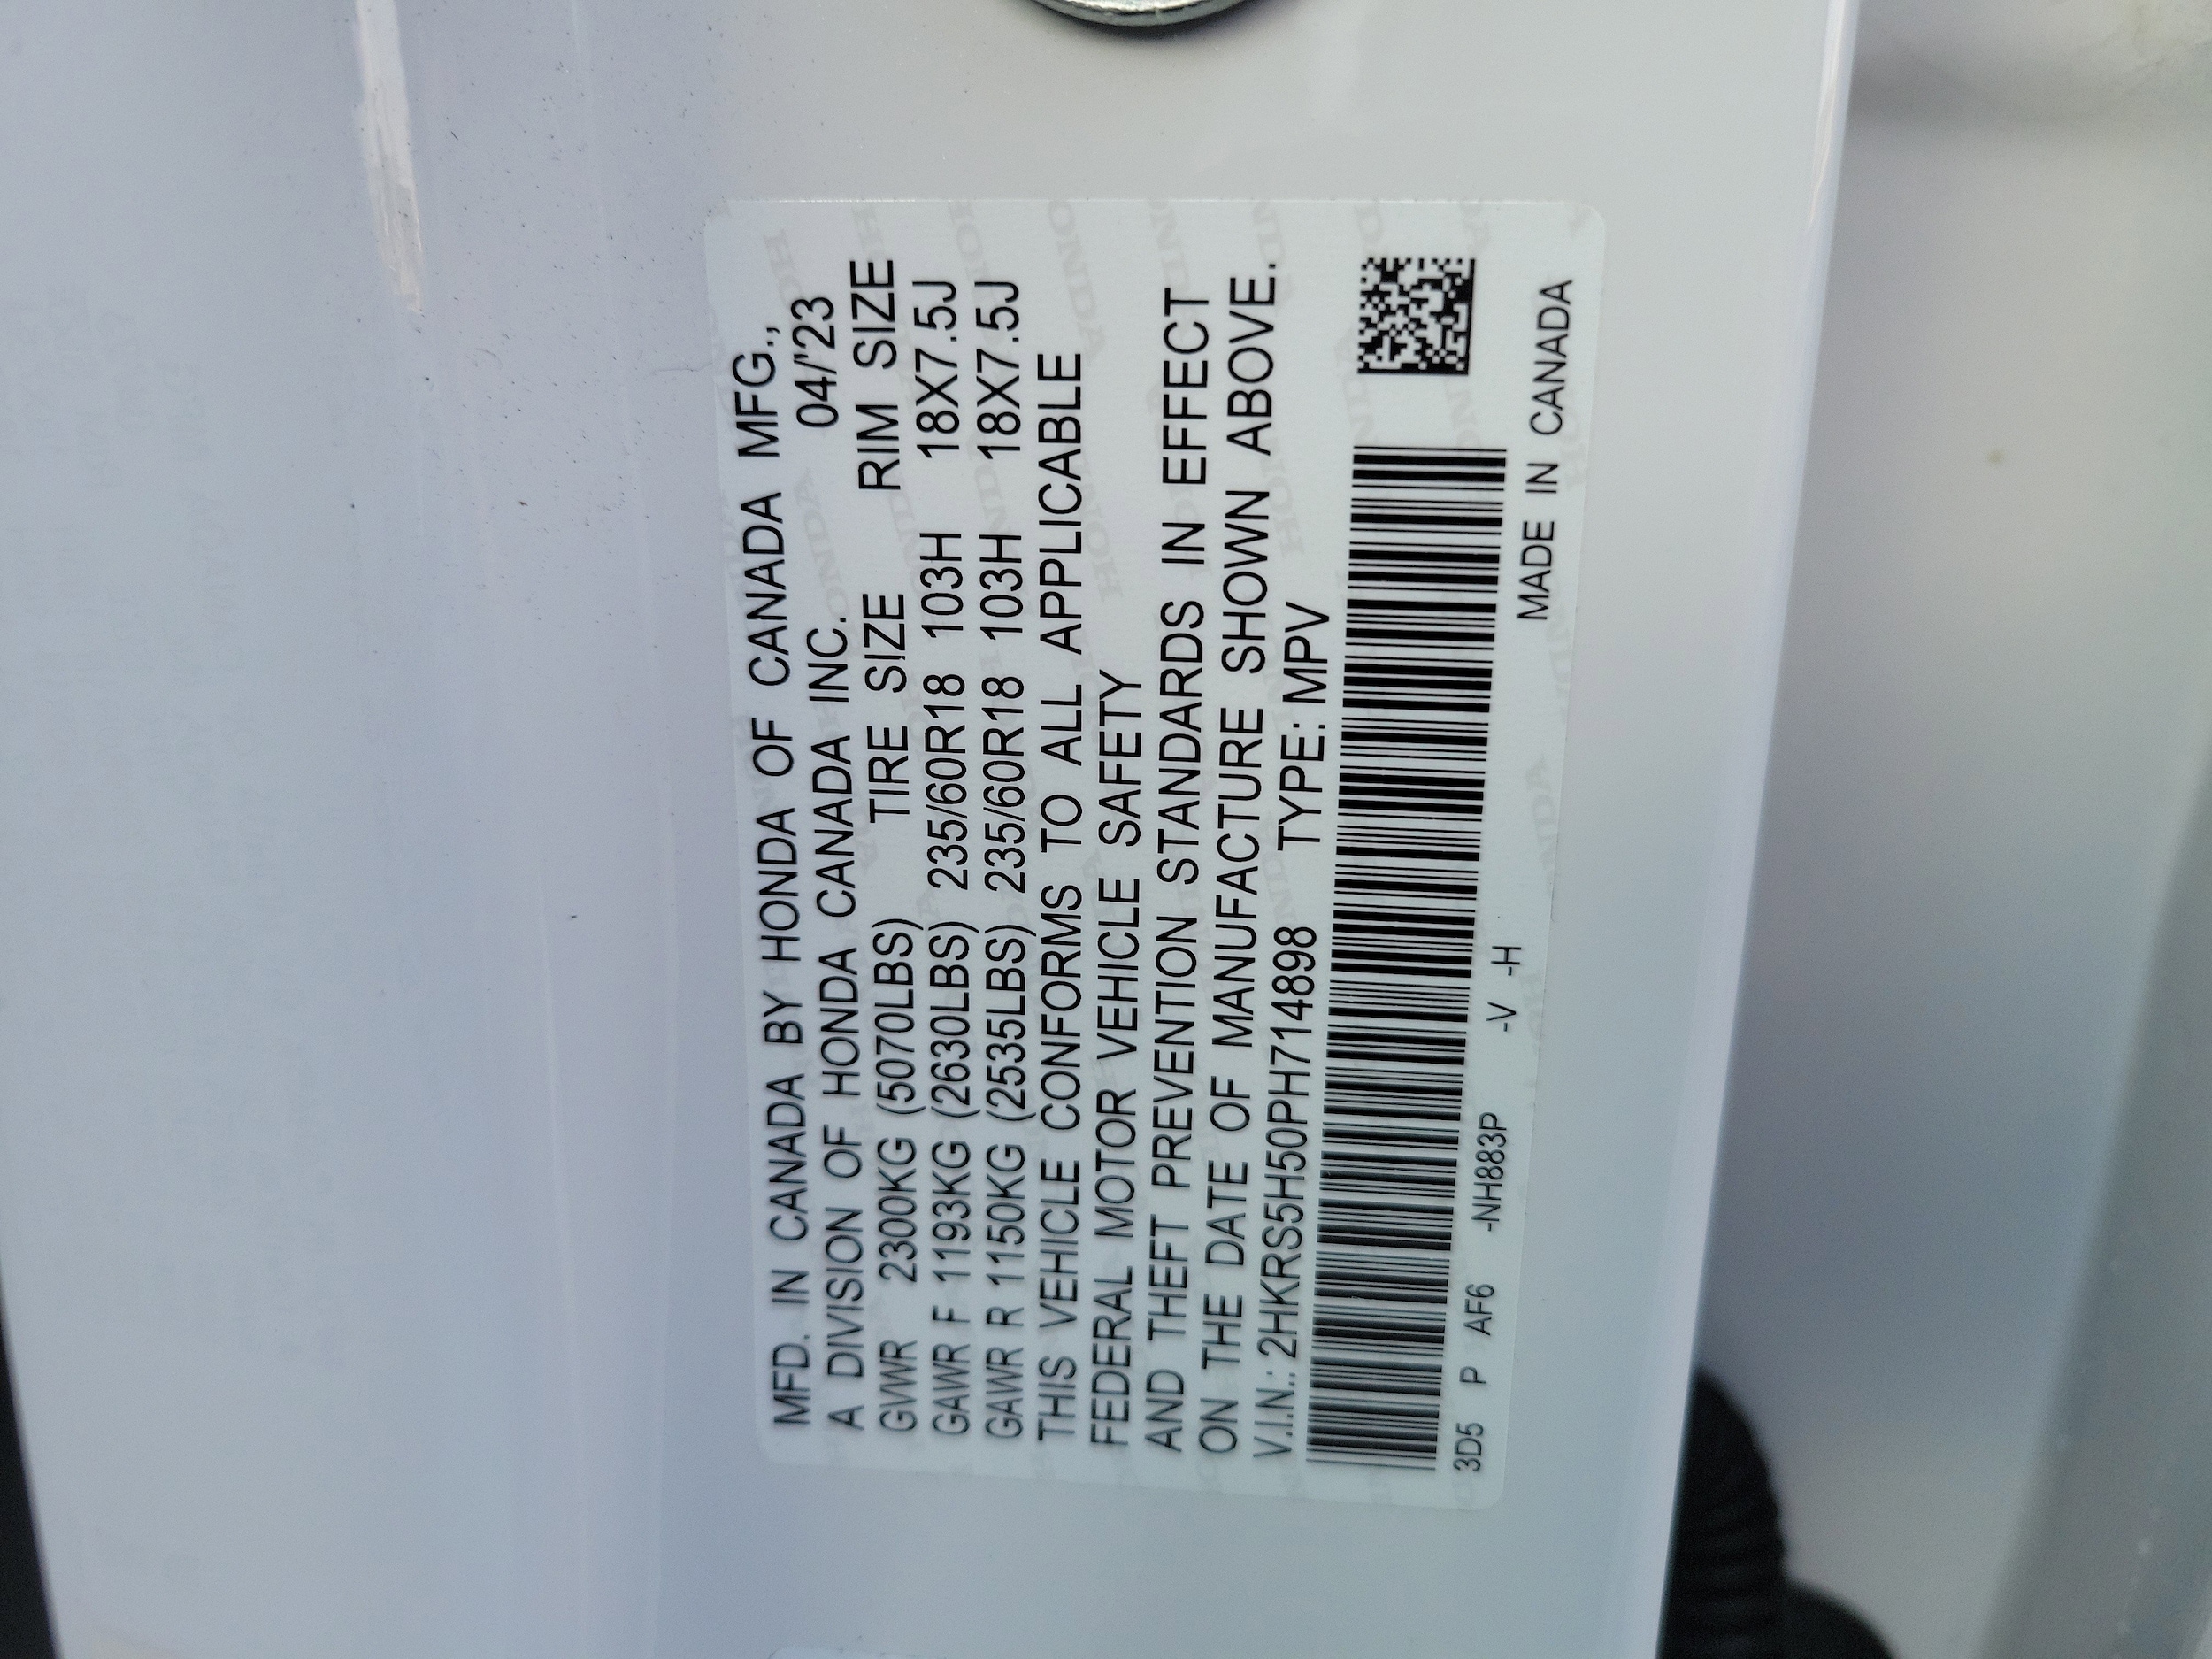 MFD. IN CANADA BY HONDA OF CANADA MFG.,
A DIVISION OF HONDA CANADA INC. 04/'23
GVWR 2300KG (5070LBS) TIRE SIZE RIM SIZE
GAWR F 1193KG (2630LBS) 235/60R18 103H 18X7.5J
GAWR R 1150KG (2535LBS) 235/60R18 103H 18X7.5J
THIS VEHICLE CONFORMS TO ALL APPLICABLE
FEDERAL MOTOR VEHICLE SAFETY
AND THEFT PREVENTION STANDARDS IN EFFECT
ON THE DATE OF MANUFACTURE SHOWN ABOVE.
V.I.N.: 2HKRS5H50PH714898 TYPE: MPV
3D5 P AF6 -NH883P -V -H MADE IN CANADA